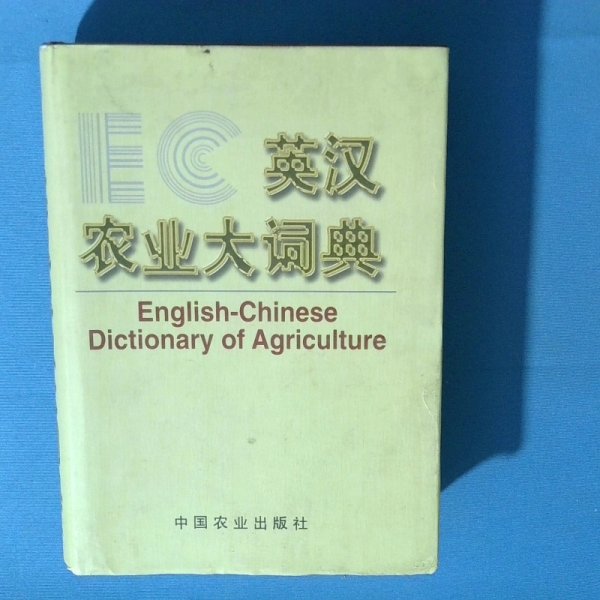 EC 英汉
农业大词典
English-Chinese
Dictionary of Agriculture
中国农业出版社